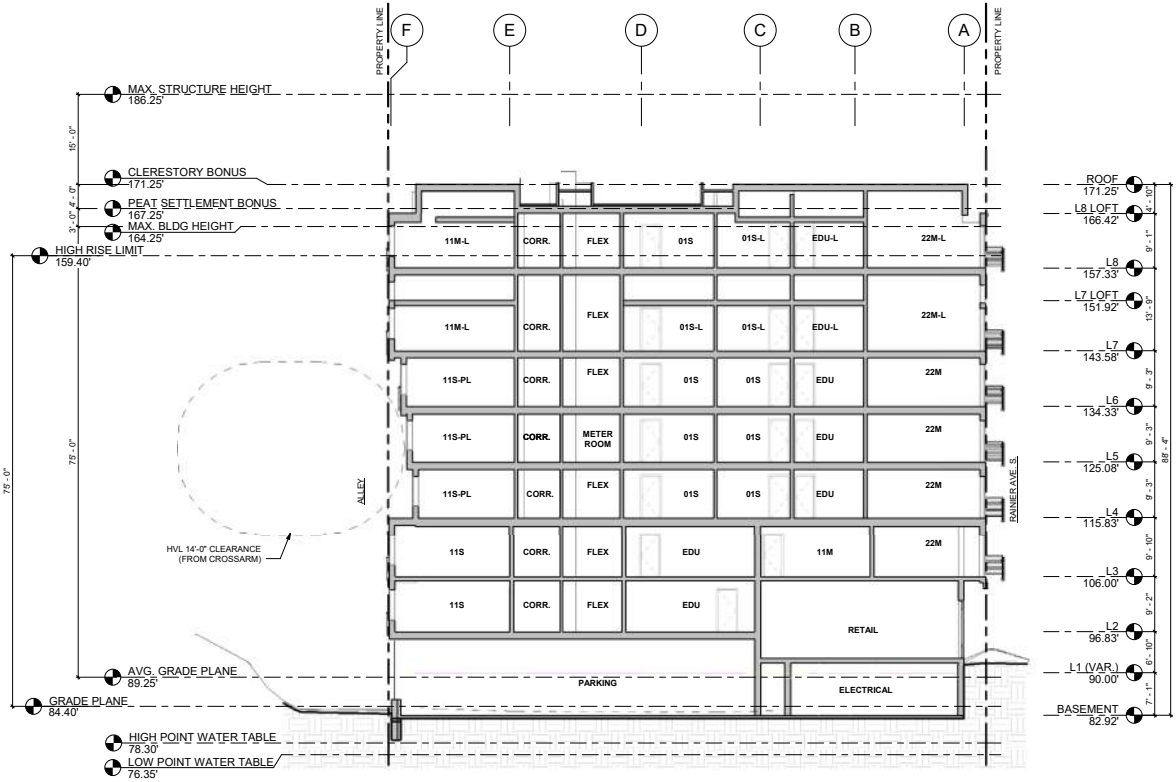 PROPERTY LINE
F
E
D
C
B
A
PROPERTY LINE
MAX. STRUCTURE HEIGHT
186.25'
15' - 0"
CLERESTORY BONUS
171.25'
4' - 0"
PEAT SETTLEMENT BONUS
167.25'
3' - 0"
MAX. BLDG HEIGHT
164.25'
HIGH RISE LIMIT
159.40'
75' - 0"
75' - 0"
ALLEY
HVL 14'-0" CLEARANCE
(FROM CROSSARM)
AVG. GRADE PLANE
89.25'
GRADE PLANE
84.40'
HIGH POINT WATER TABLE
78.30'
LOW POINT WATER TABLE
76.35'
11M-L CORR. FLEX 01S 01S-L EDU-L 22M-L
11M-L CORR. FLEX 01S-L 01S-L EDU-L 22M-L
11S-PL CORR. FLEX 01S 01S EDU 22M
11S-PL CORR. METER ROOM 01S 01S EDU 22M
11S-PL CORR. FLEX 01S 01S EDU 22M
11S CORR. FLEX EDU 11M 22M
11S CORR. FLEX EDU
RETAIL
PARKING
ELECTRICAL
RAINIER AVE. S.
ROOF
171.25'
4' - 10"
L8 LOFT
166.42'
9' - 1"
L8
157.33'
L7 LOFT
151.92'
13' - 9"
L7
143.58'
9' - 3"
L6
134.33'
9' - 3"
L5
125.08'
9' - 3"
L4
115.83'
9' - 10"
L3
106.00'
9' - 2"
L2
96.83'
6' - 10"
L1 (VAR.)
90.00'
7' - 1"
BASEMENT
82.92'
88' - 4"